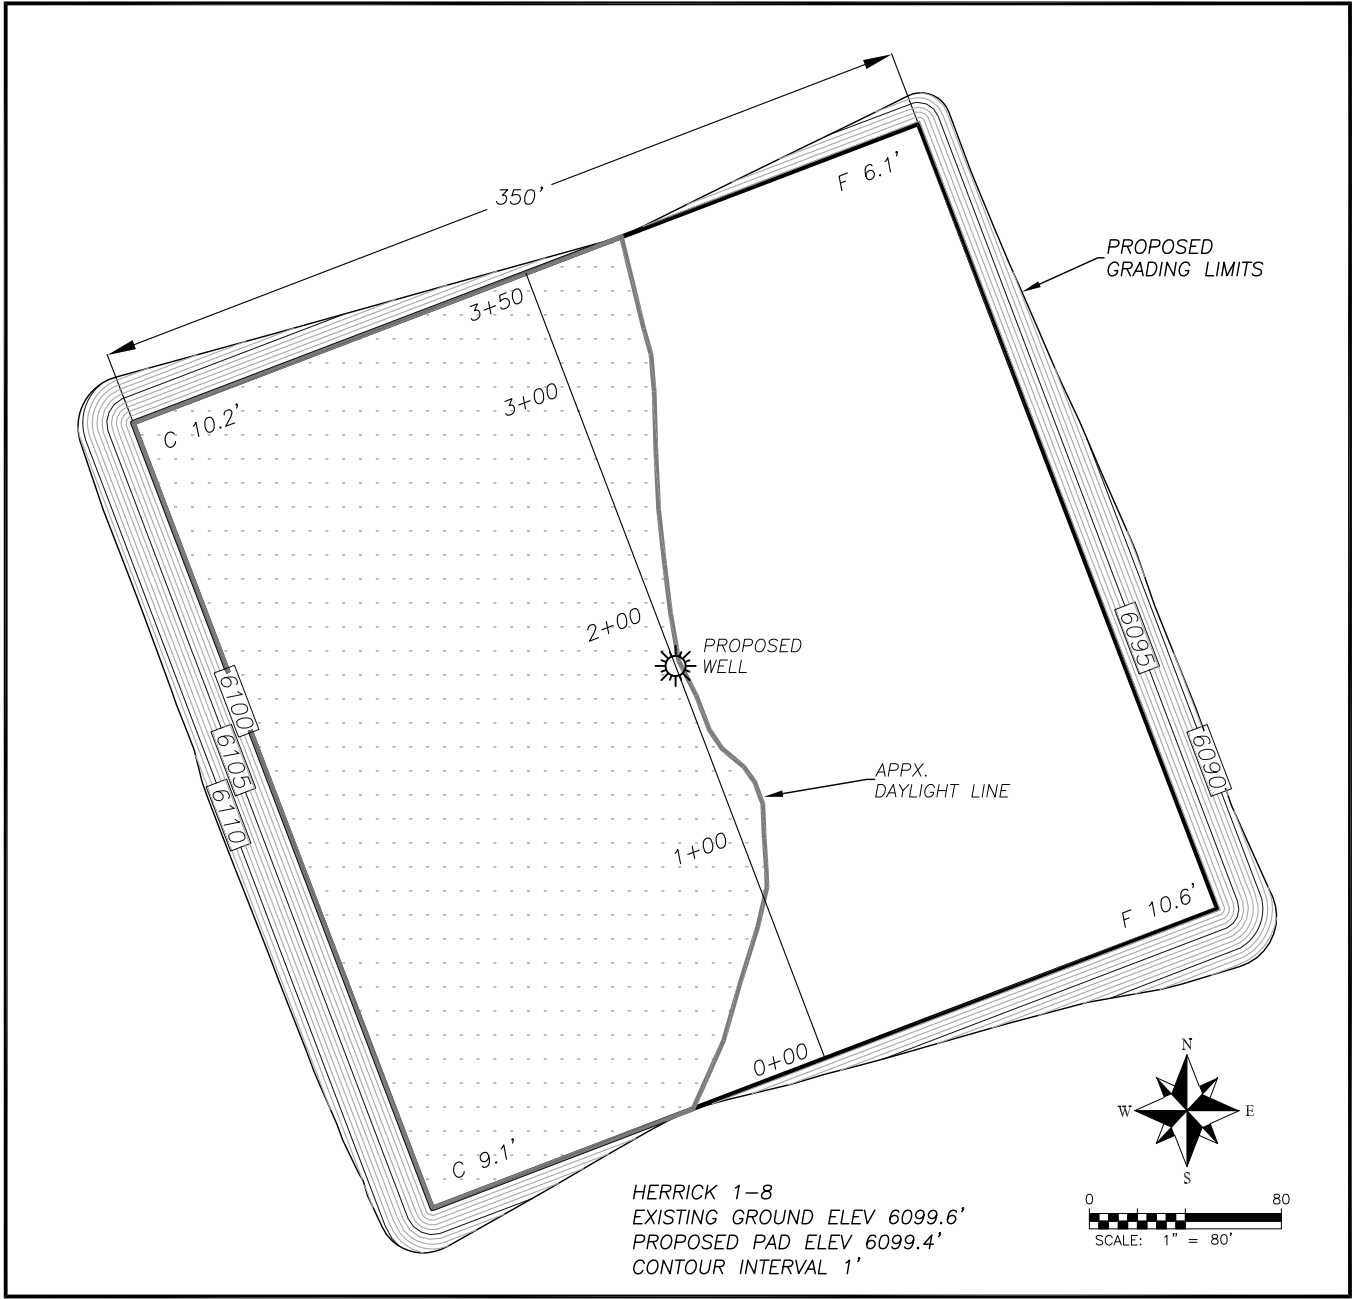 350'
F 6.1'
PROPOSED
GRADING LIMITS
3+50
3+00
C 10.2'
2+00
PROPOSED
WELL
6095
6100
6105
6110
6090
APPX.
DAYLIGHT LINE
1+00
F 10.6'
0+00
C 9.1'
N
W
E
S
HERRICK 1-8
EXISTING GROUND ELEV 6099.6'
PROPOSED PAD ELEV 6099.4'
CONTOUR INTERVAL 1'
0 80
SCALE: 1" = 80'